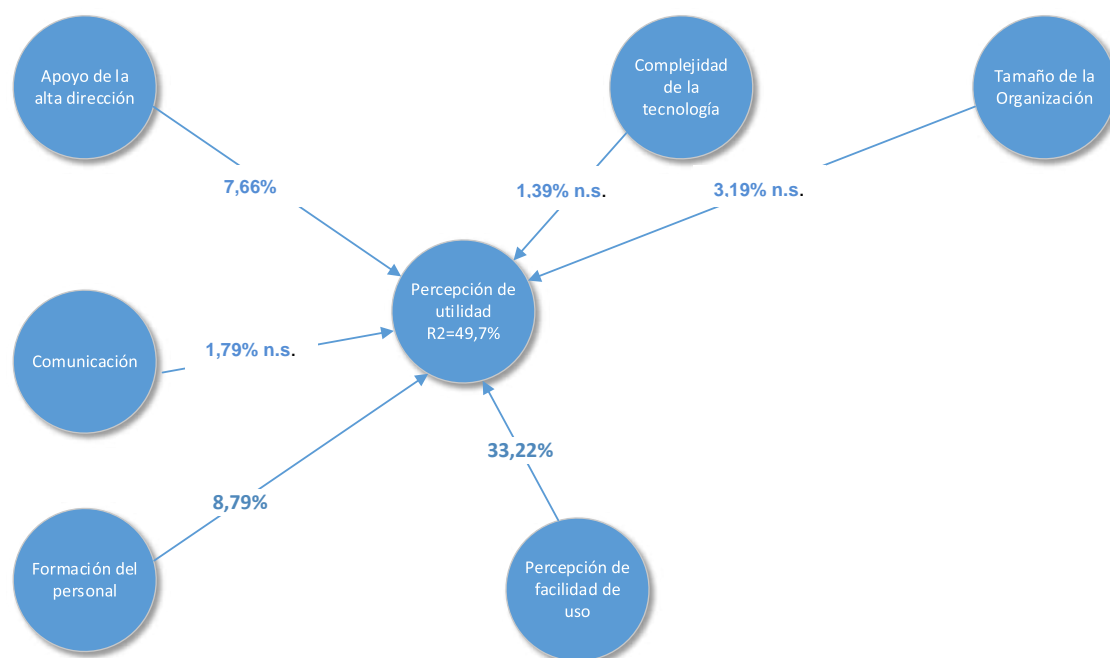 Apoyo de la
alta dirección
Complejidad
de la
tecnología
Tamaño de la
Organización
7,66%
1,39% n.s.
3,19% n.s.
Percepción de
utilidad
R2=49,7%
Comunicación
1,79% n.s.
33,22%
8,79%
Formación del
personal
Percepción de
facilidad de
uso